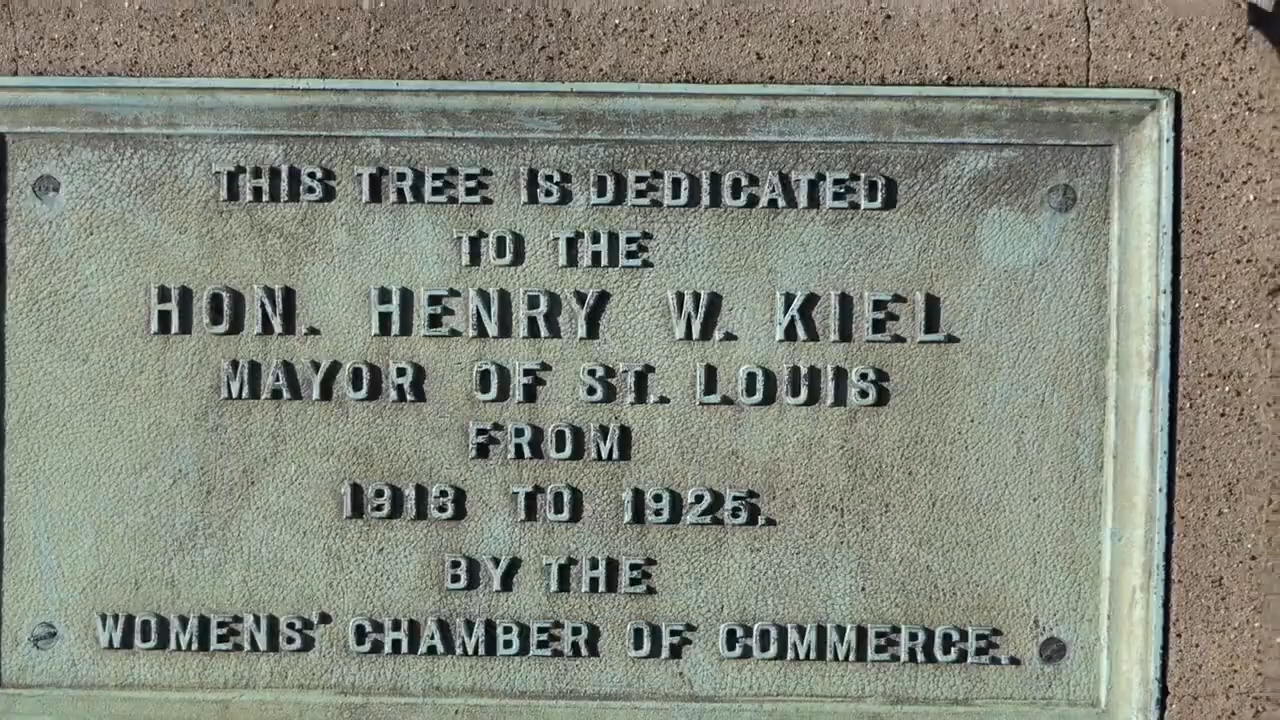 THIS TREE IS DEDICATED
TO THE
HON. HENRY W. KIEL
MAYOR OF ST. LOUIS
FROM
1913 TO 1925.
BY THE
WOMENS' CHAMBER OF COMMERCE.